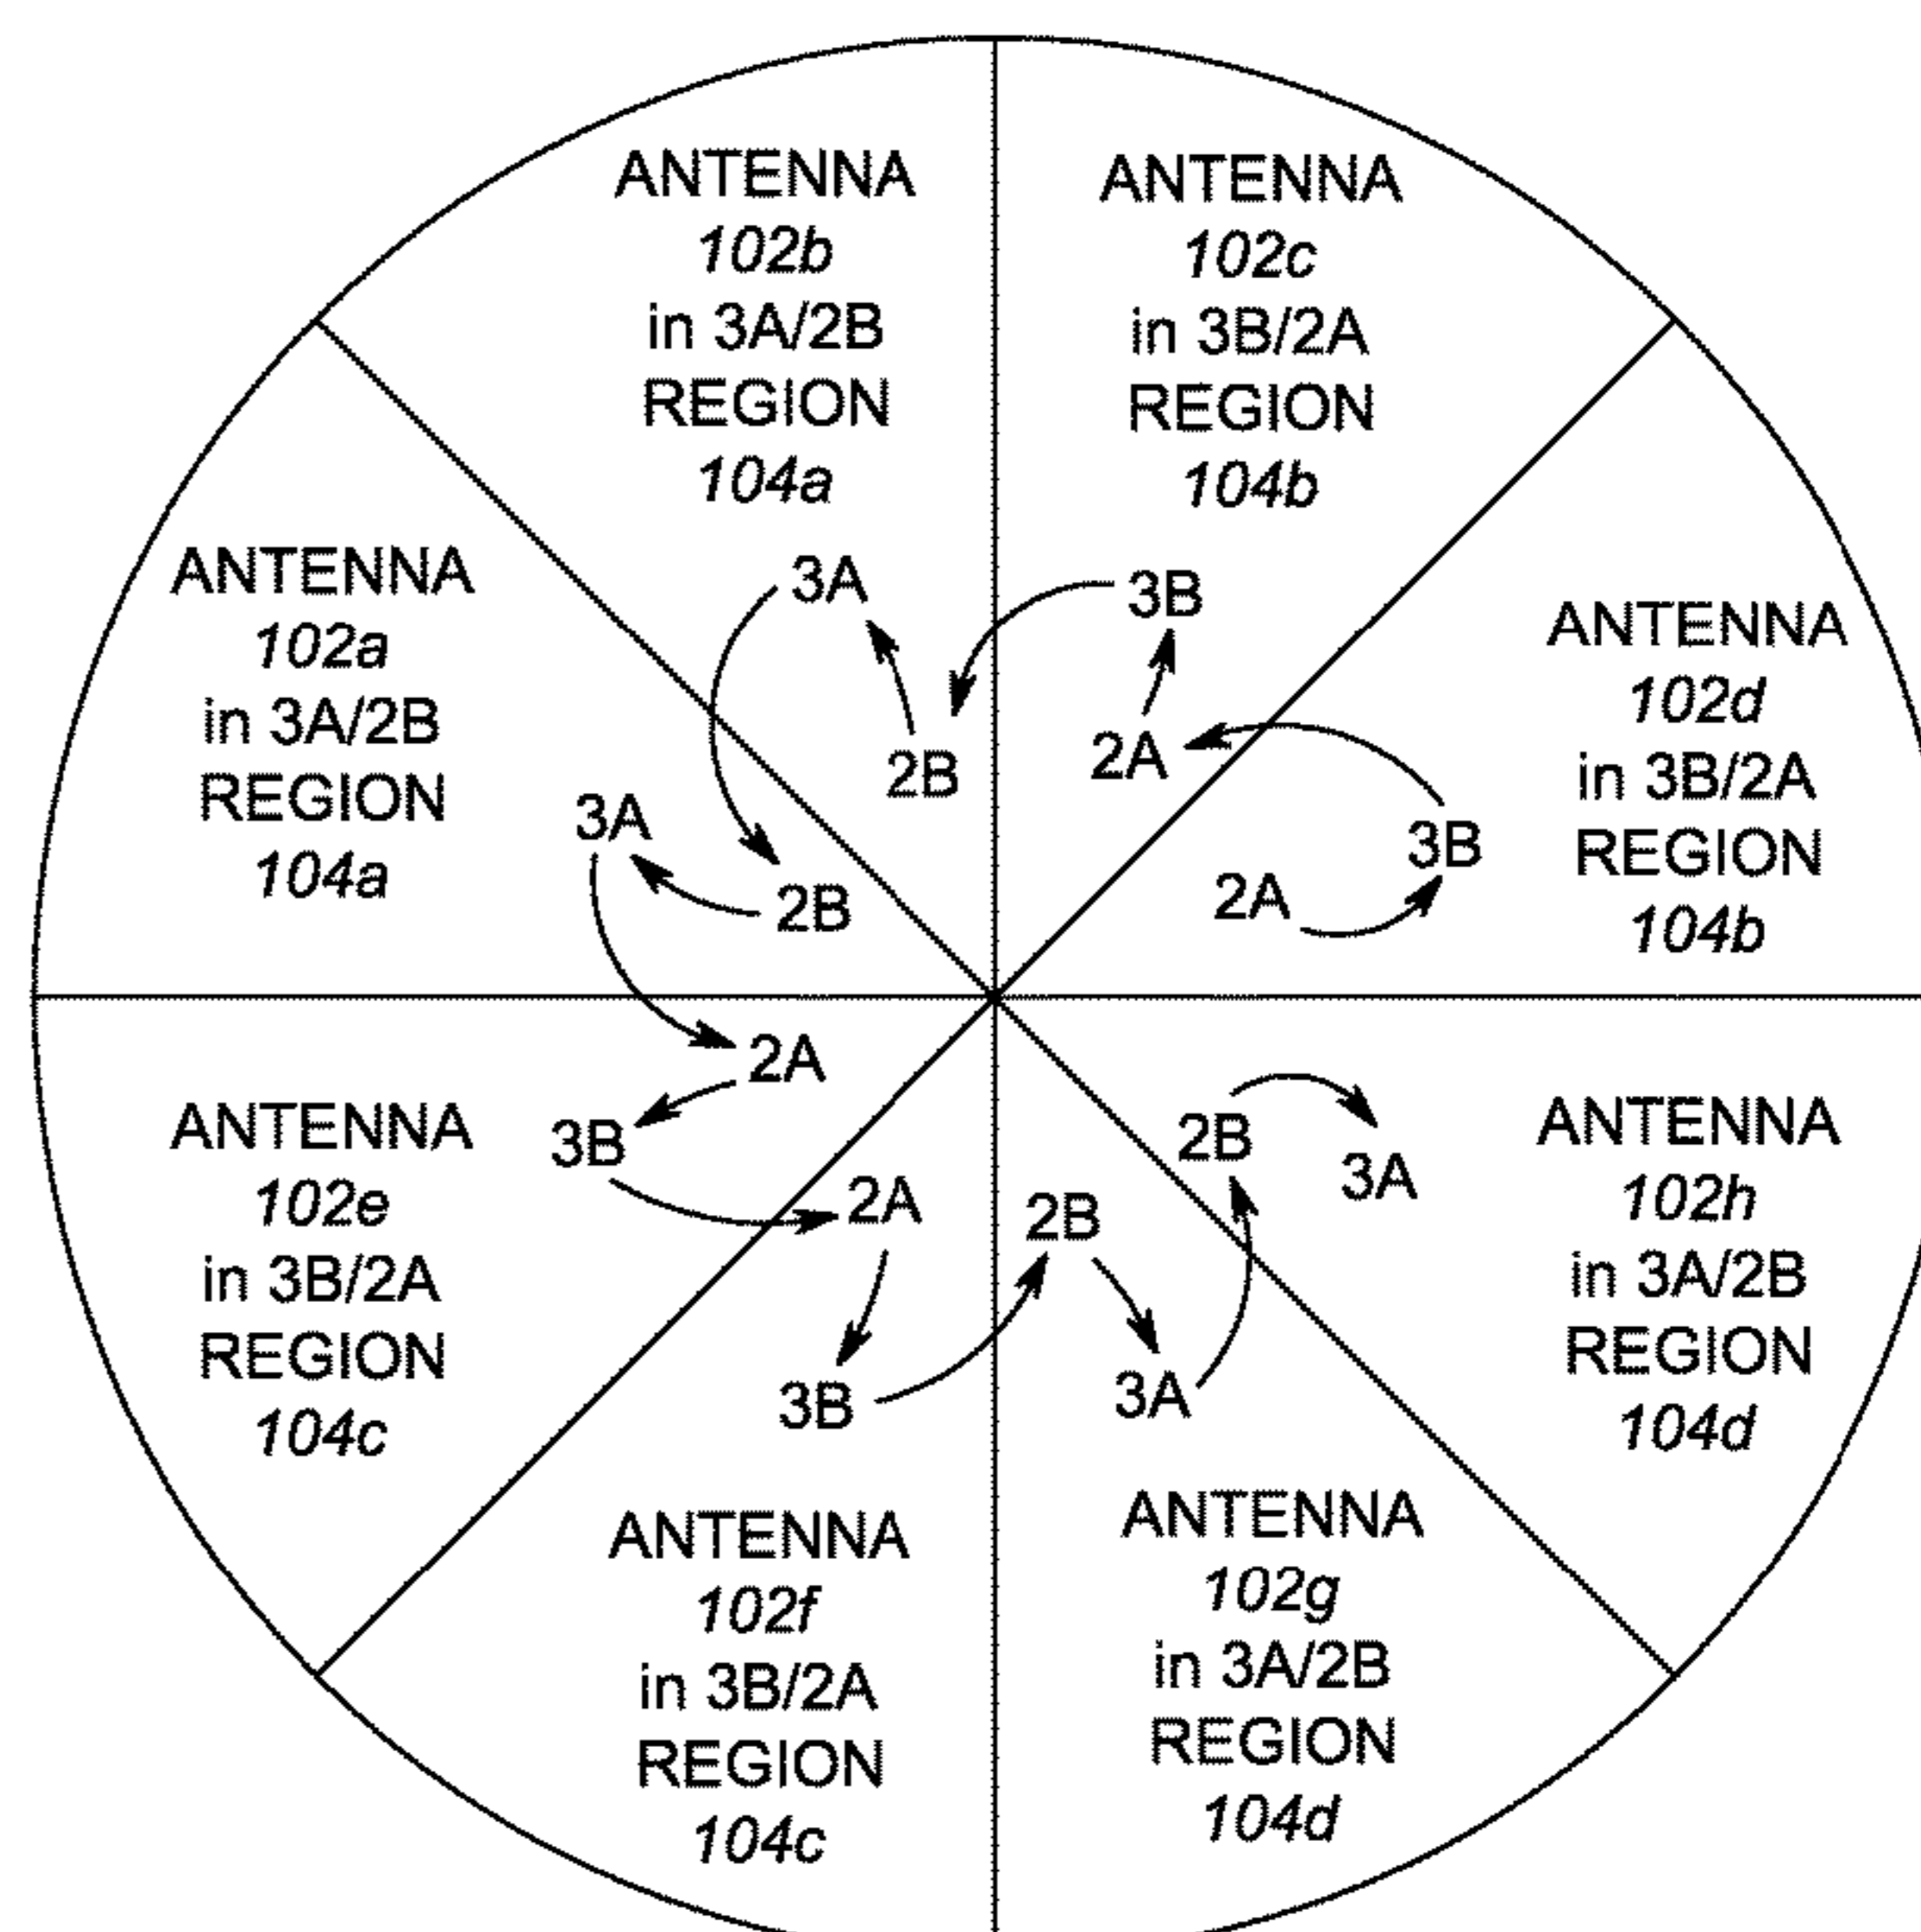 ANTENNA
102b
in 3A/2B
REGION
104a
ANTENNA
102c
in 3B/2A
REGION
104b
ANTENNA
102a
in 3A/2B
REGION
104a
3A
2B
3A
2B
3B
2A
3B
2A
ANTENNA
102d
in 3B/2A
REGION
104b
ANTENNA
102e
in 3B/2A
REGION
104c
2A
3B
2A
3B
2B
3A
2B
3A
ANTENNA
102h
in 3A/2B
REGION
104d
ANTENNA
102f
in 3B/2A
REGION
104c
ANTENNA
102g
in 3A/2B
REGION
104d